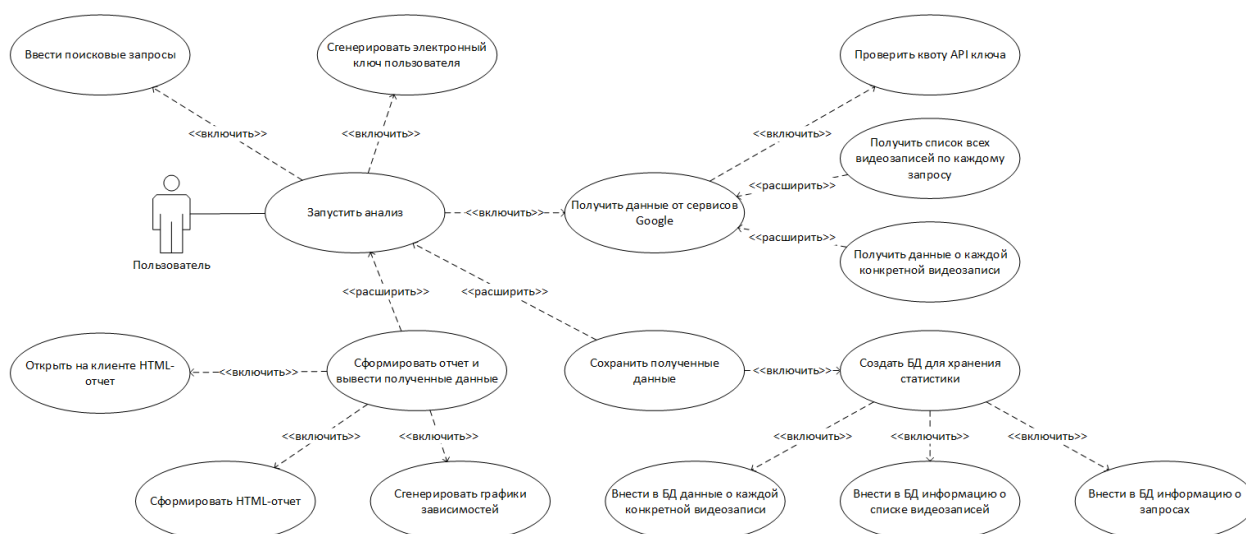 Ввести поисковые запросы
Сгенерировать электронный
ключ пользователя
Проверить квоту API ключа
<<включить>>
<<включить>>
<<включить>>
Получить список всех
видеозаписей по каждому
запросу
<<расширить>>
Запустить анализ
<<включить>>
Получить данные от сервисов
Google
<<расширить>>
Получить данные о каждой
конкретной видеозаписи
Пользователь
<<расширить>>
<<расширить>>
Открыть на клиенте HTML-
отчет
<<включить>>
Сформировать отчет и
вывести полученные данные
Сохранить полученные
данные
<<включить>>
Создать БД для хранения
статистики
<<включить>>
<<включить>>
<<включить>>
<<включить>>
<<включить>>
Сформировать HTML-отчет
Сгенерировать графики
зависимостей
Внести в БД данные о каждой
конкретной видеозаписи
Внести в БД информацию о
списке видеозаписей
Внести в БД информацию о
запросах